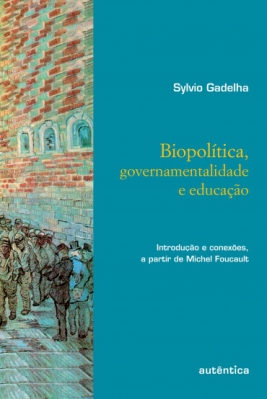 Sylvio Gadelha
Biopolítica,
governamentalidade
e educação
Introdução e conexões,
a partir de Michel Foucault
autêntica